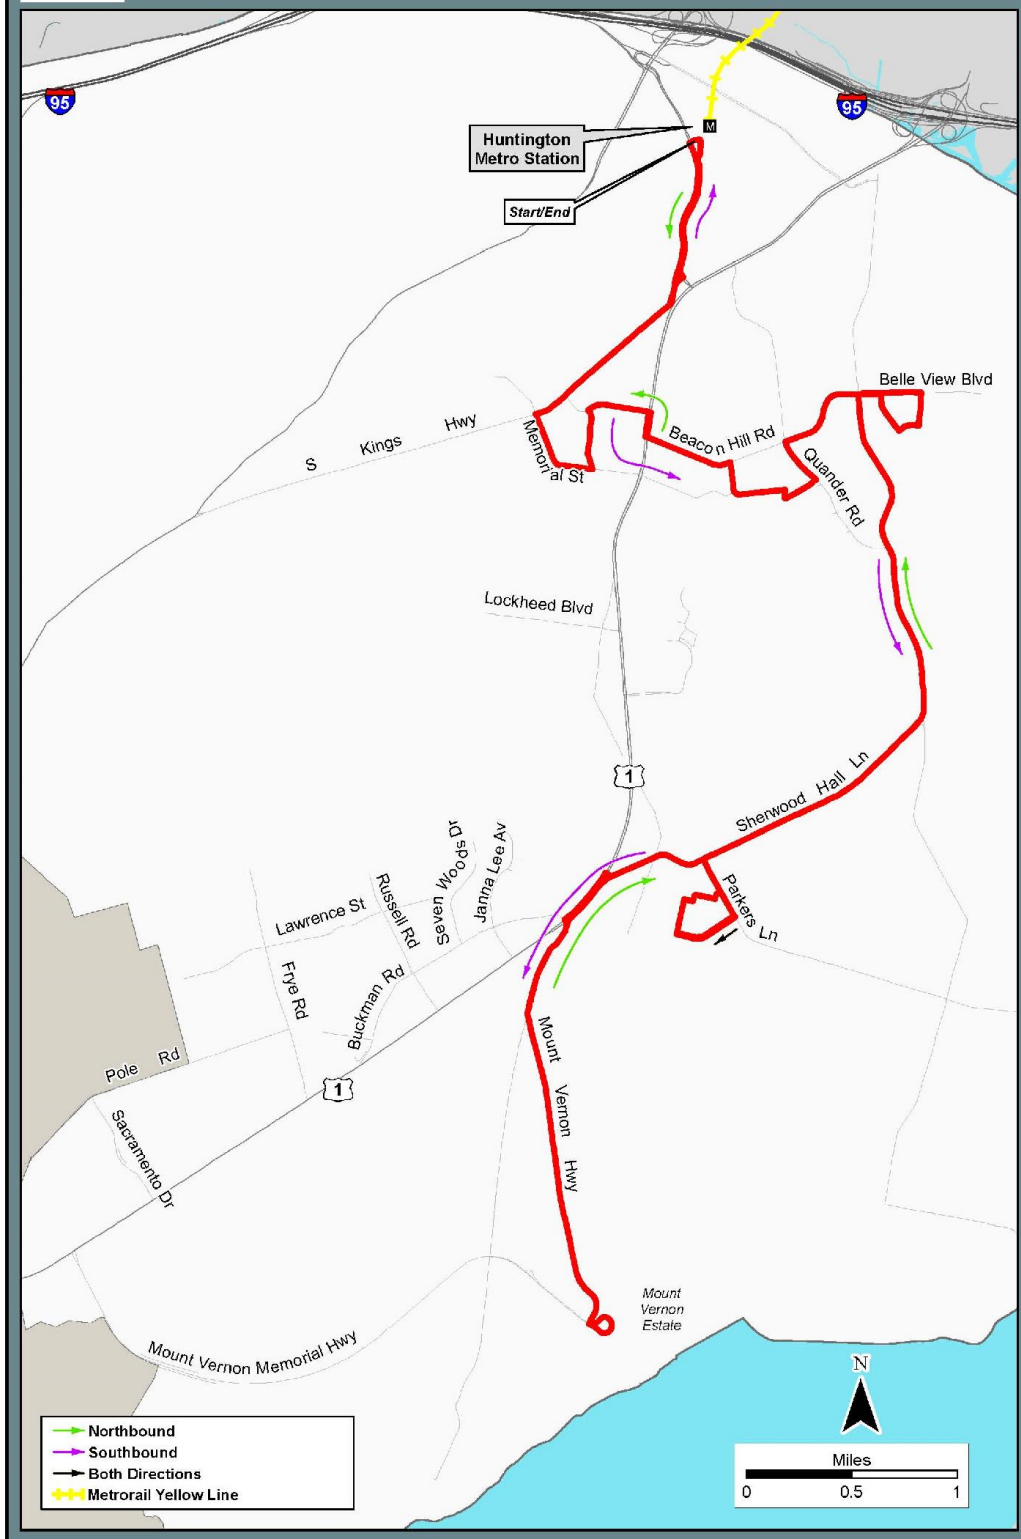 95
95
M
Huntington
Metro Station
Start/End
Belle View Blvd
S Kings Hwy
Memorial St
Beacon Hill Rd
Quander Rd
Lockheed Blvd
1
Sherwood Hall Ln
Parkers Ln
Seven Woods Dr
Janna Lee Av
Russell Rd
Lawrence St
Frye Rd
Buckman Rd
Pole Rd
1
Sacramento Dr
Mount Vernon Hwy
Mount
Vernon
Estate
Mount Vernon Memorial Hwy
N
Northbound
Southbound
Both Directions
Metrorail Yellow Line
Miles
0 0.5 1